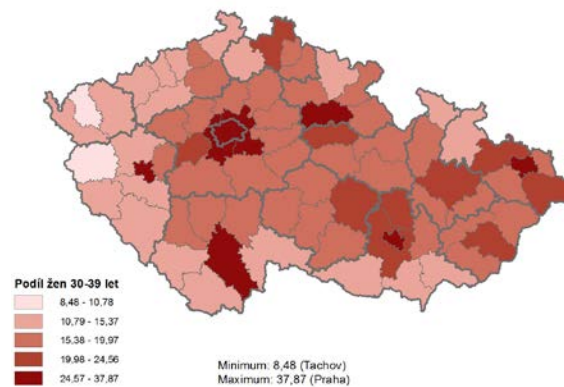 Podíl žen 30-39 let
8,48 - 10,78
10,79 - 15,37
15,38 - 19,97
19,98 - 24,56
24,57 - 37,87
Minimum: 8,48 (Tachov)
Maximum: 37,87 (Praha)